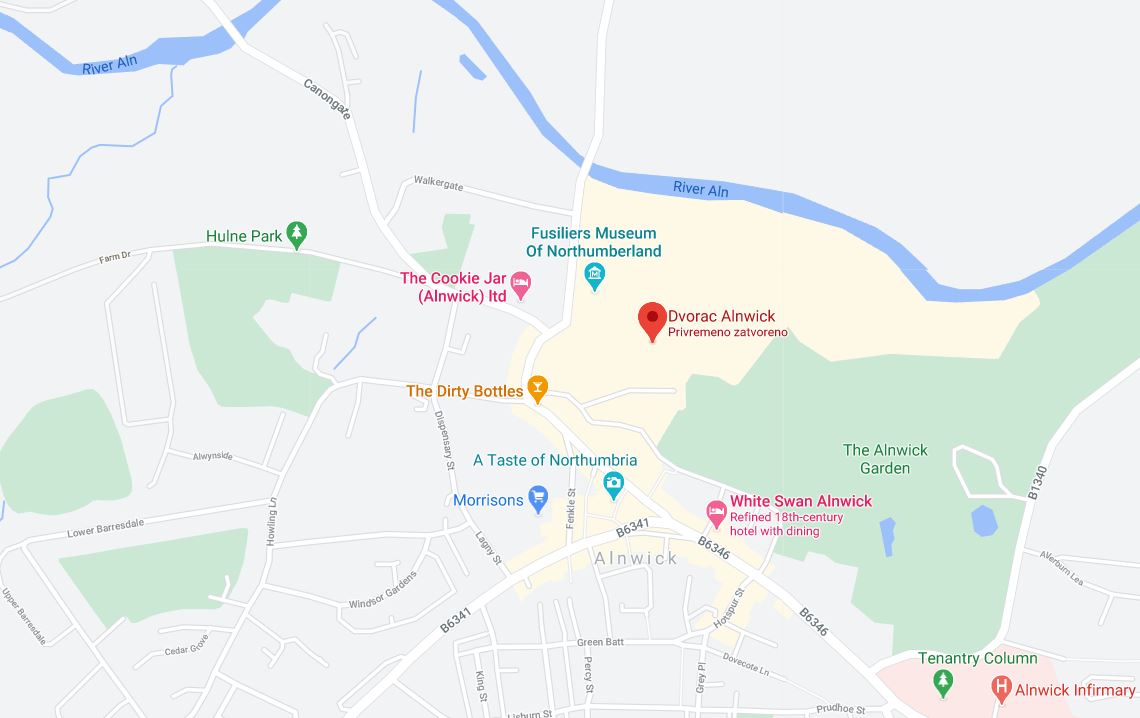 River Aln
Canongate
Walkergate
River Aln
Hulne Park
Fusiliers Museum
Of Northumberland
Farm Dr
The Cookie Jar
(Alnwick) ltd
Dvorac Alnwick
Privremeno zatvoreno
The Dirty Bottles
Dispensary St
The Alnwick
Garden
Alwynside
A Taste of Northumbria
B1340
Morrisons
White Swan Alnwick
Refined 18th-century
hotel with dining
Fenkle St
Howling Ln
Lower Barresdale
B6341
Lagny St
Alnwick
B6346
Allerburn Lea
Windsor Gardens
Upper Barresdale
Hotspur St
B6341
B6346
Cedar Grove
Green Batt
Dovecote Ln
Tenantry Column
King St
Percy St
Grey Pl
Alnwick Infirmary
Lisburn St
Prudhoe St